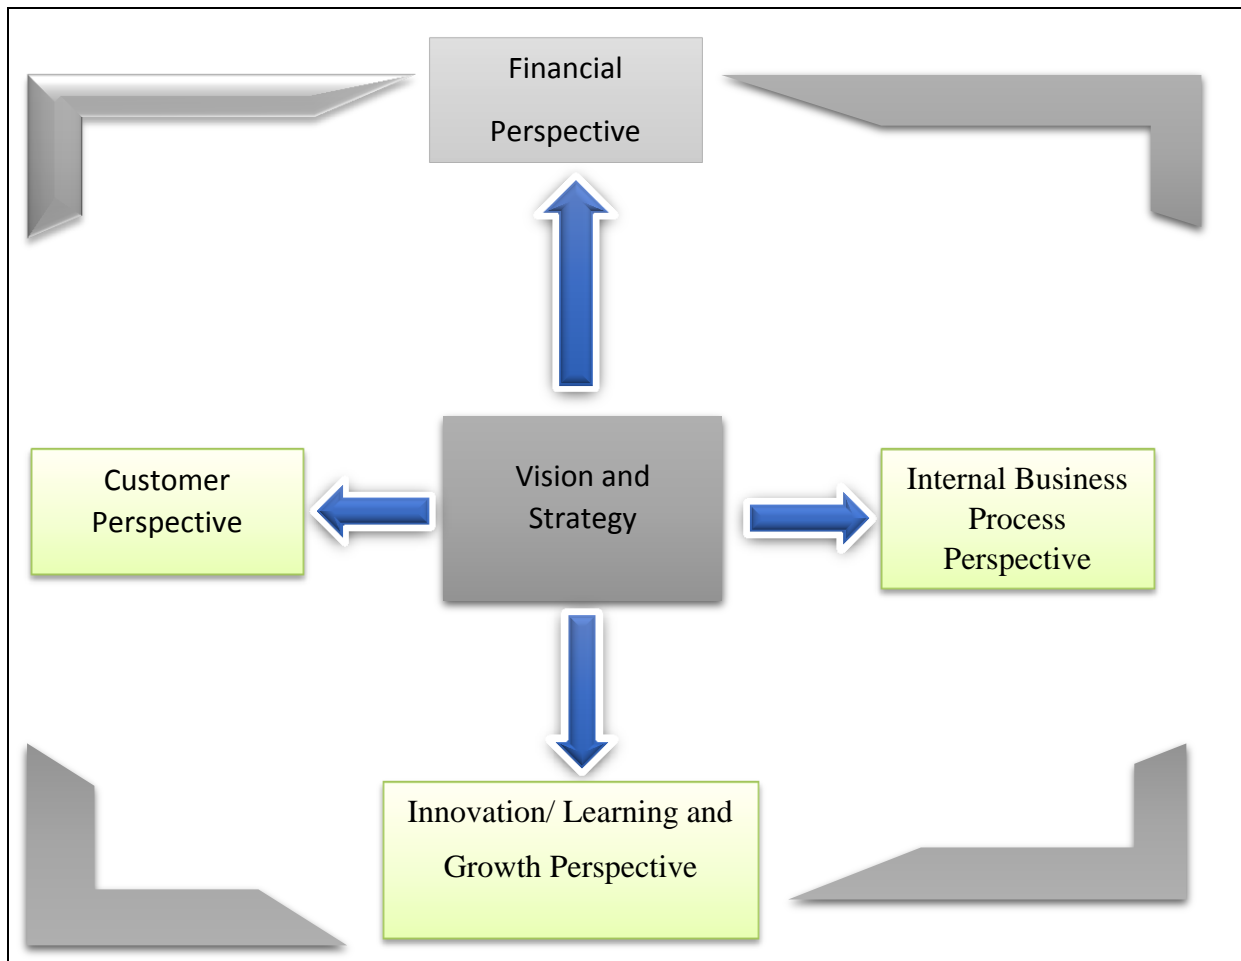 Financial
Perspective
Customer
Perspective
Vision and
Strategy
Internal Business
Process
Perspective
Innovation/ Learning and
Growth Perspective